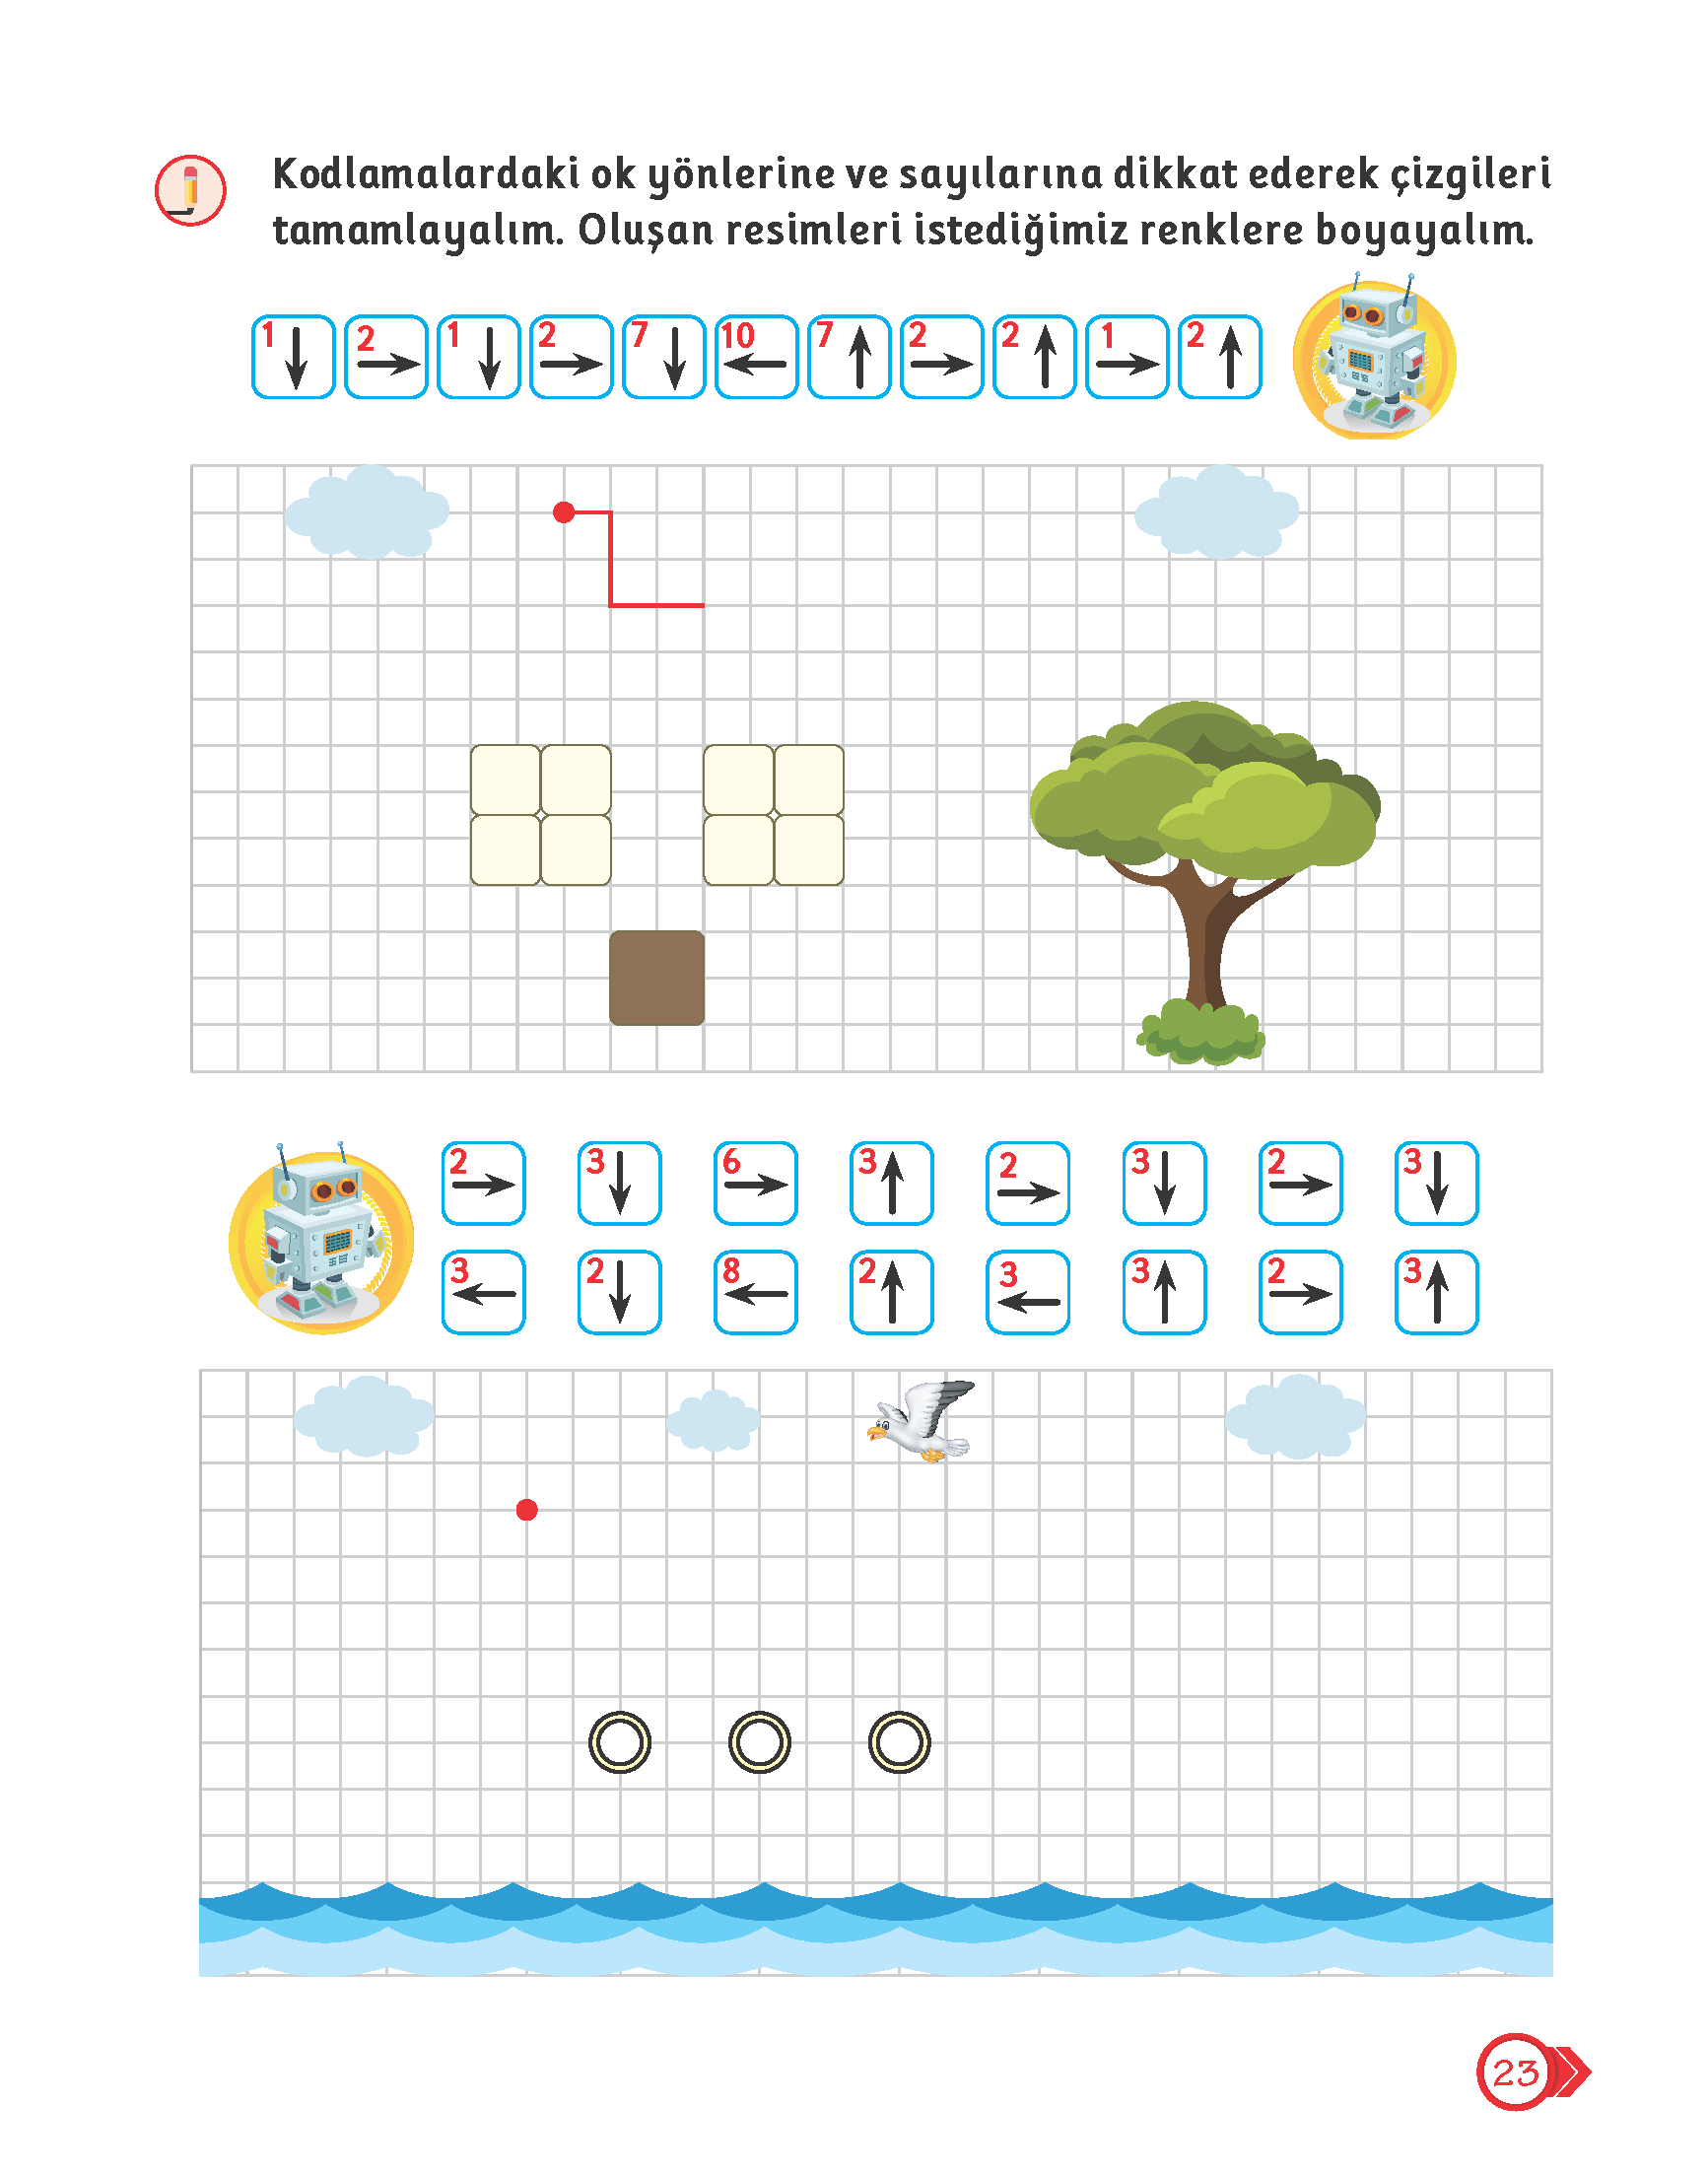 Kodlamalardaki ok yönlerine ve sayılarına dikkat ederek çizgileri
tamamlayalım. Oluşan resimleri istediğimiz renklere boyayalım.
1 2 1 2 7 10 7 2 2 1 2
2 3 6 3 2 3 2 3
3 2 8 2 3 3 2 3
23